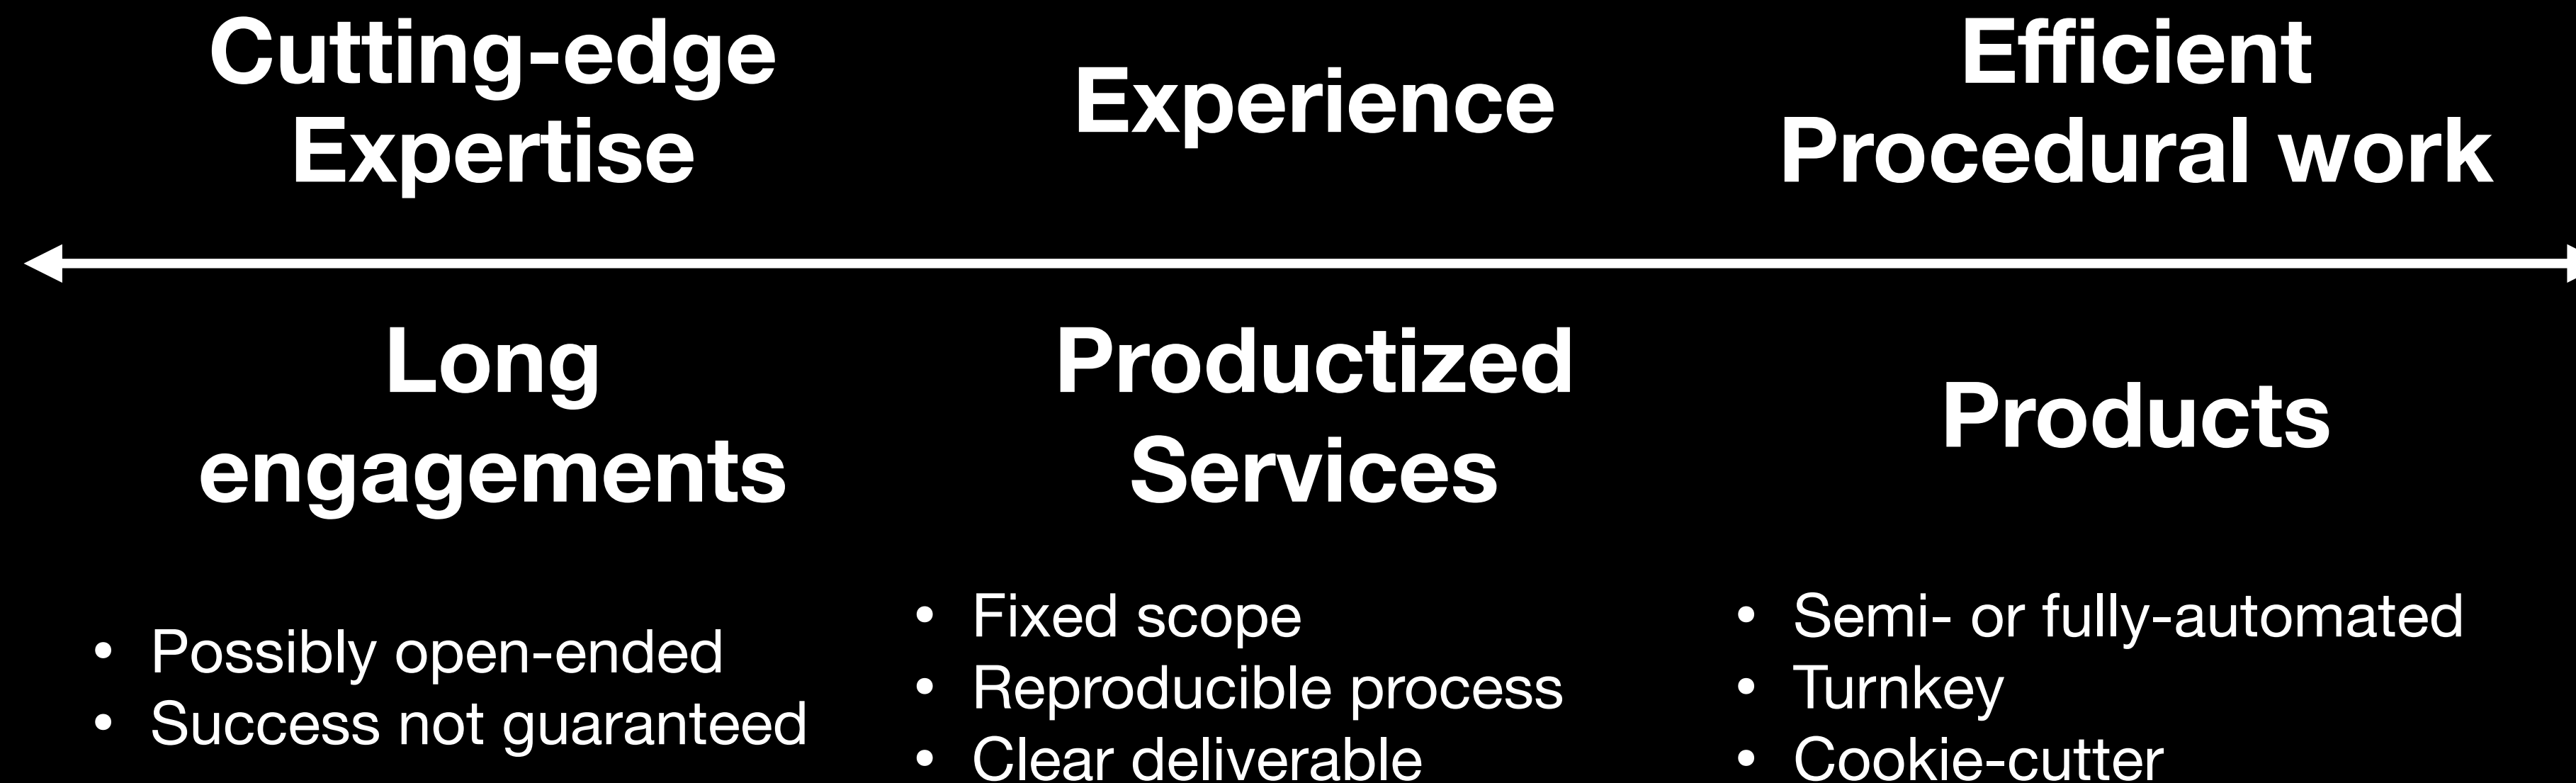 Cutting-edge
Expertise
Experience
Efficient
Procedural work
Long
engagements
Productized
Services
Products
• Possibly open-ended
• Success not guaranteed
• Fixed scope
• Reproducible process
• Clear deliverable
• Semi- or fully-automated
• Turnkey
• Cookie-cutter